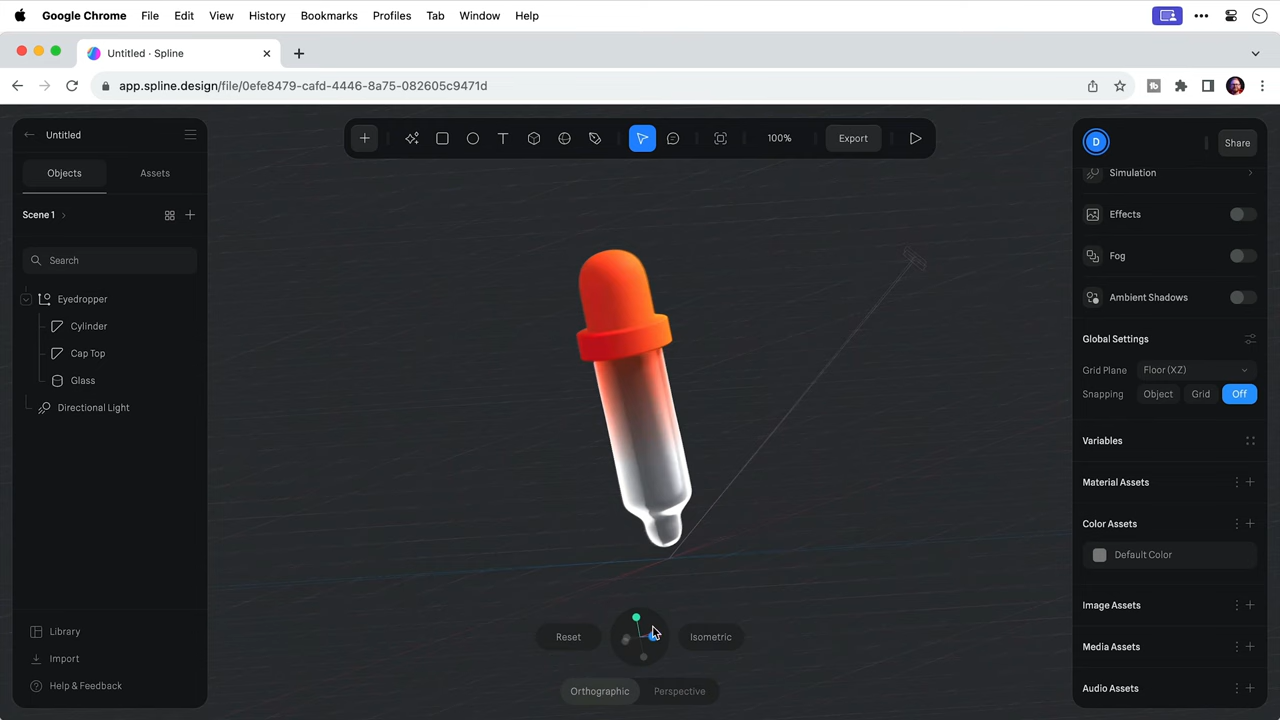 Google Chrome File Edit View History Bookmarks Profiles Tab Window Help
Untitled · Spline
app.spline.design/file/0efe8479-cafd-4446-8a75-082605c9471d
Untitled
100%
Export
D
Share
Objects
Assets
Scene 1
Search
Eyedropper
Cylinder
Cap Top
Glass
Directional Light
Library
Import
Help & Feedback
Reset
Isometric
Orthographic
Perspective
Simulation
Effects
Fog
Ambient Shadows
Global Settings
Grid Plane Floor (XZ)
Snapping Object Grid Off
Variables
Material Assets
Color Assets
Default Color
Image Assets
Media Assets
Audio Assets